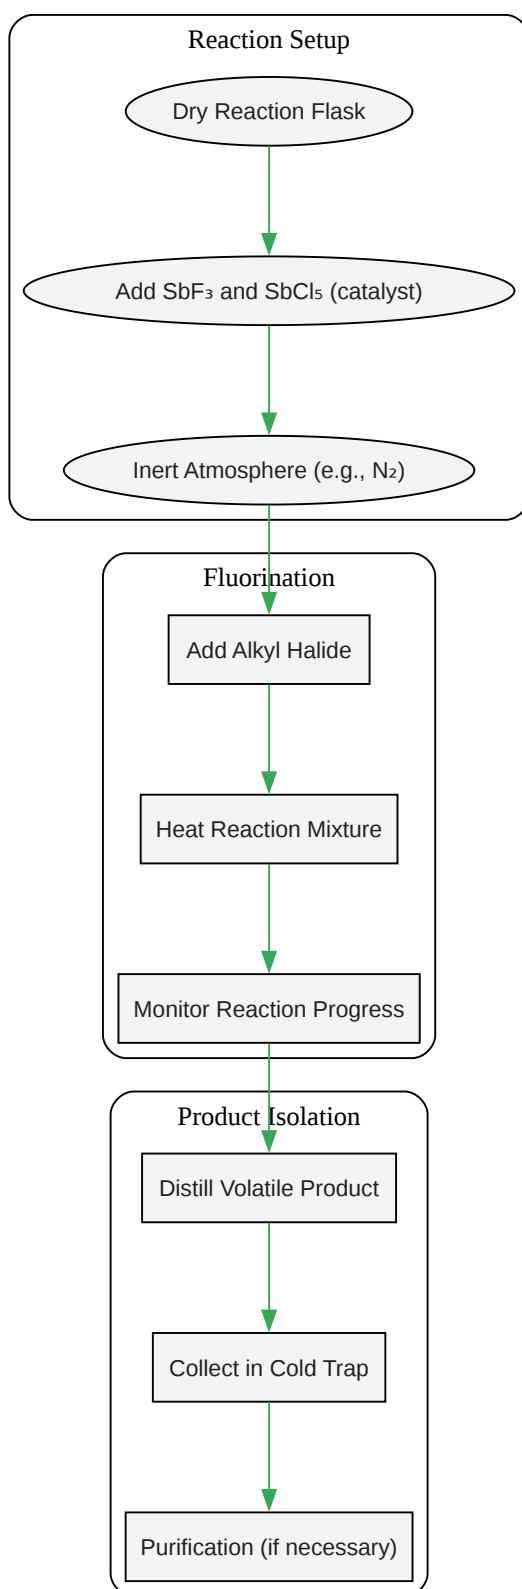 Reaction Setup
Dry Reaction Flask
Add SbF₃ and SbCl₅ (catalyst)
Inert Atmosphere (e.g., N₂)
Fluorination
Add Alkyl Halide
Heat Reaction Mixture
Monitor Reaction Progress
Product Isolation
Distill Volatile Product
Collect in Cold Trap
Purification (if necessary)